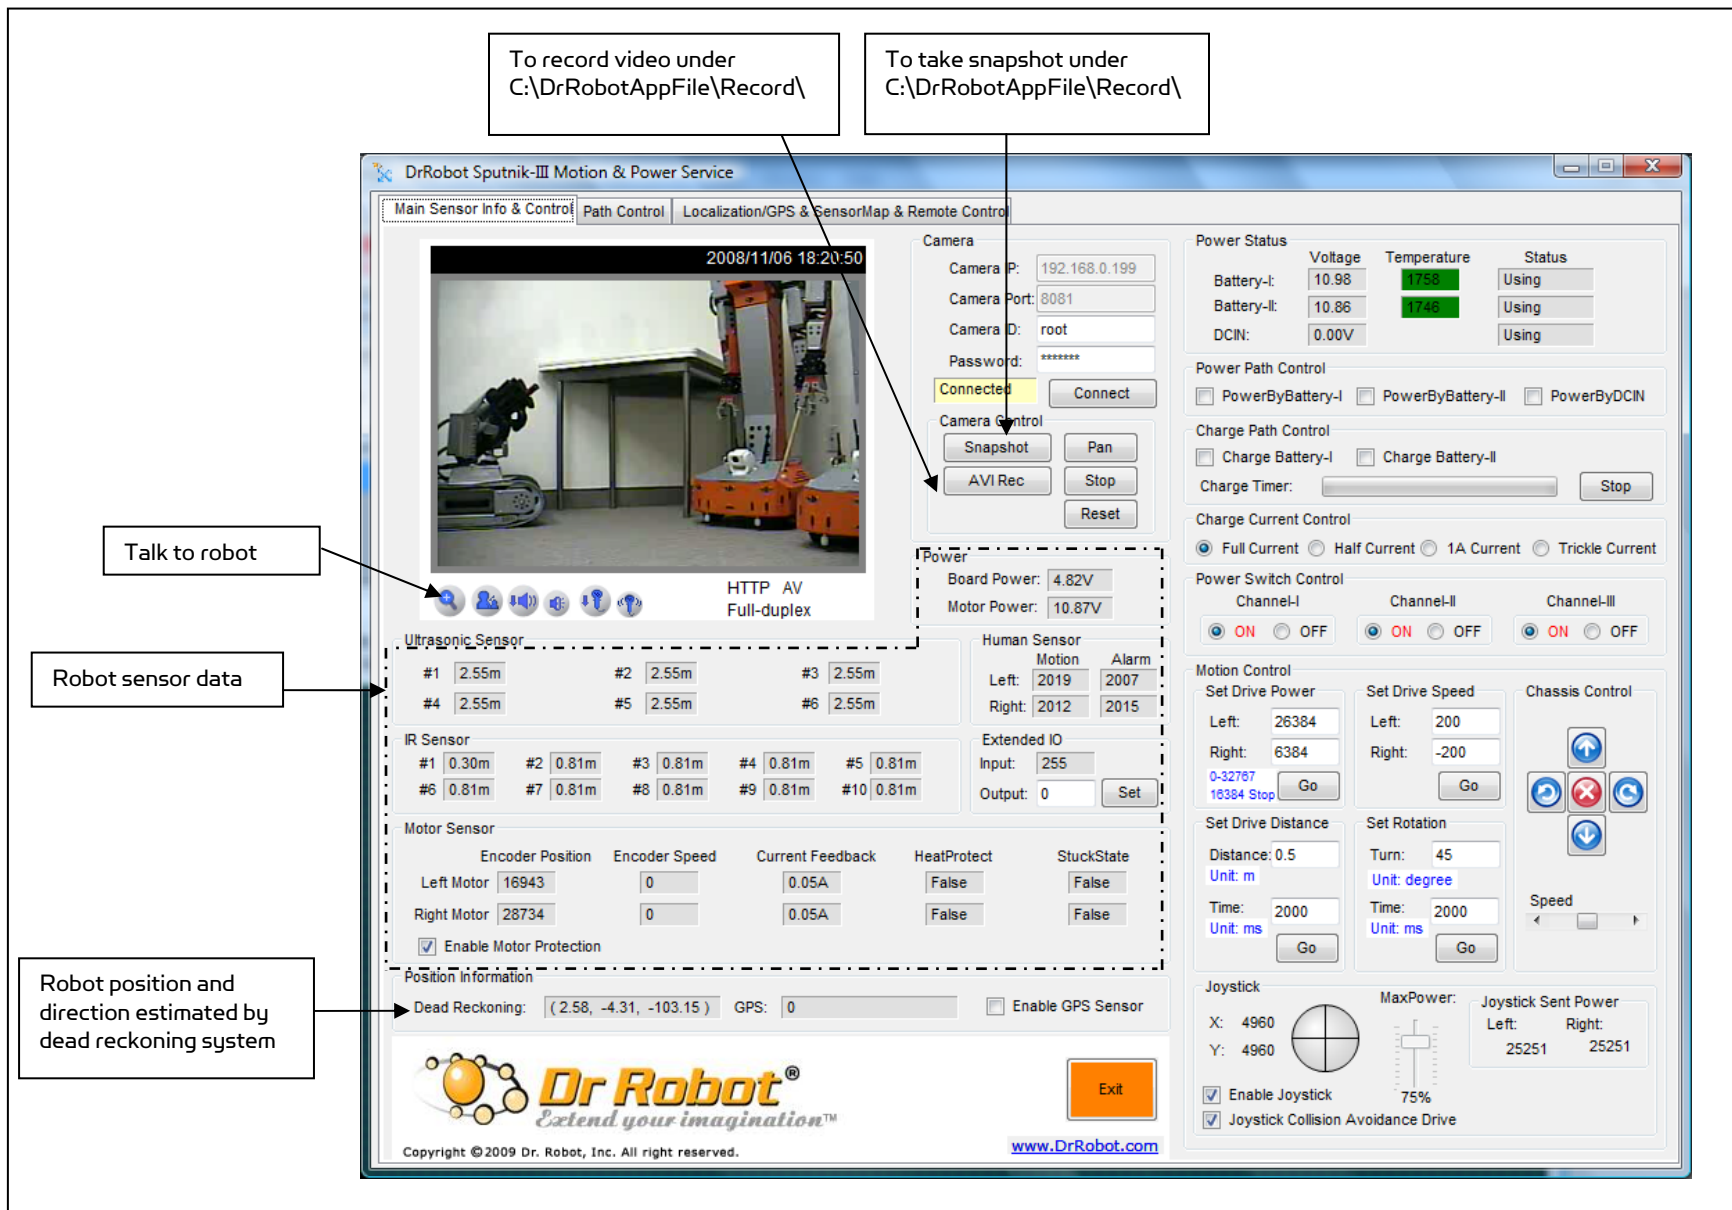 To record video under
C:\DrRobotAppFile\Record\
To take snapshot under
C:\DrRobotAppFile\Record\
DrRobot Sputnik-III Motion & Power Service
Main Sensor Info & Control
Path Control
Localization/GPS & SensorMap & Remote Control
2008/11/06 18:20:50
HTTP AV
Full-duplex
Talk to robot
Robot sensor data
Robot position and
direction estimated by
dead reckoning system
Camera
Camera IP: 192.168.0.199
Camera Port: 8081
Camera ID: root
Password: *******
Connected Connect
Camera Control
Snapshot Pan
AVI Rec Stop
Reset
Power
Board Power: 4.82V
Motor Power: 10.87V
Ultrasonic Sensor
#1 2.55m #2 2.55m #3 2.55m
#4 2.55m #5 2.55m #6 2.55m
Human Sensor
Motion Alarm
Left: 2019 2007
Right: 2012 2015
IR Sensor
#1 0.30m #2 0.81m #3 0.81m #4 0.81m #5 0.81m
#6 0.81m #7 0.81m #8 0.81m #9 0.81m #10 0.81m
Extended IO
Input: 255
Output: 0 Set
Motor Sensor
Encoder Position Encoder Speed Current Feedback HeatProtect StuckState
Left Motor 16943 0 0.05A False False
Right Motor 28734 0 0.05A False False
Enable Motor Protection
Position Information
Dead Reckoning: ( 2.58, -4.31, -103.15 ) GPS: 0 Enable GPS Sensor
Dr Robot®
Extend your imagination™
Exit
Copyright ©2009 Dr. Robot, Inc. All right reserved.
www.DrRobot.com
Power Status
Voltage Temperature Status
Battery-I: 10.98 1758 Using
Battery-II: 10.86 1746 Using
DCIN: 0.00V Using
Power Path Control
PowerByBattery-I PowerByBattery-II PowerByDCIN
Charge Path Control
Charge Battery-I Charge Battery-II
Charge Timer: Stop
Charge Current Control
Full Current Half Current 1A Current Trickle Current
Power Switch Control
Channel-I Channel-II Channel-III
ON OFF ON OFF ON OFF
Motion Control
Set Drive Power
Left: 26384
Right: 6384
0-32767
16384 Stop
Go
Set Drive Speed
Left: 200
Right: -200
Go
Chassis Control
Set Drive Distance
Distance: 0.5
Unit: m
Time: 2000
Unit: ms
Go
Set Rotation
Turn: 45
Unit: degree
Time: 2000
Unit: ms
Go
Speed
Joystick
X: 4960
Y: 4960
MaxPower:
75%
Joystick Sent Power
Left: Right:
25251 25251
Enable Joystick
Joystick Collision Avoidance Drive